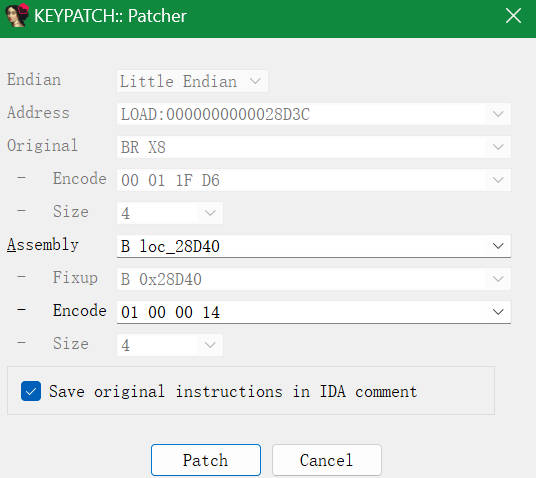 KEYPATCH:: Patcher
Endian Little Endian
Address LOAD:0000000000028D3C
Original BR X8
- Encode 00 01 1F D6
- Size 4
Assembly B loc_28D40
- Fixup B 0x28D40
- Encode 01 00 00 14
- Size 4
Save original instructions in IDA comment
Patch Cancel